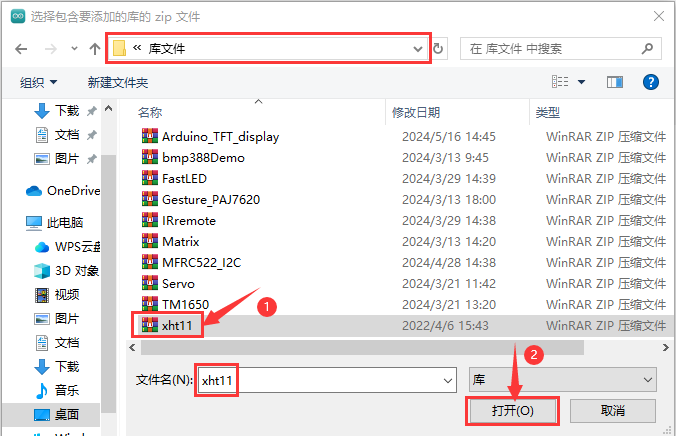 选择包含要添加的库的 zip 文件
« 库文件
在 库文件 中搜索
组织 新建文件夹
名称 修改日期 类型
下载
文档
图片
OneDrive
此电脑
WPS云盘
3D 对象
视频
图片
文档
下载
音乐
桌面
Arduino_TFT_display 2024/5/16 14:45 WinRAR ZIP 压缩文件
bmp388Demo 2024/3/13 9:45 WinRAR ZIP 压缩文件
FastLED 2024/3/29 14:39 WinRAR ZIP 压缩文件
Gesture_PAJ7620 2024/3/13 18:00 WinRAR ZIP 压缩文件
IRremote 2024/3/29 14:38 WinRAR ZIP 压缩文件
Matrix 2024/3/13 14:20 WinRAR ZIP 压缩文件
MFRC522_I2C 2024/4/28 14:38 WinRAR ZIP 压缩文件
Servo 2024/3/21 11:42 WinRAR ZIP 压缩文件
TM1650 2024/3/21 13:20 WinRAR ZIP 压缩文件
xht11 2022/4/6 15:43 WinRAR ZIP 压缩文件
1
2
文件名(N): xht11 库
打开(O) 取消